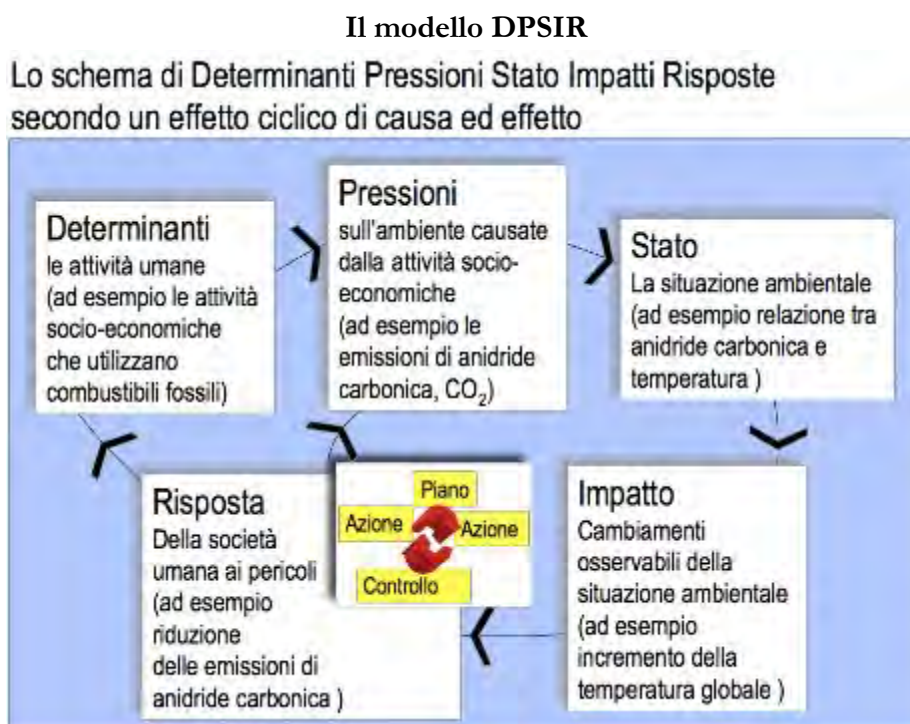 Il modello DPSIR
Lo schema di Determinanti Pressioni Stato Impatti Risposte
secondo un effetto ciclico di causa ed effetto
Determinanti
le attività umane
(ad esempio le attività
socio-economiche
che utilizzano
combustibili fossili)
Pressioni
sull'ambiente causate
dalla attività socio-
economiche
(ad esempio le
emissioni di anidride
carbonica, CO₂)
Stato
La situazione ambientale
(ad esempio relazione tra
anidride carbonica e
temperatura )
Impatto
Cambiamenti
osservabili della
situazione ambientale
(ad esempio
incremento della
temperatura globale )
Piano
Azione
Azione
Controllo
Risposta
Della società
umana ai pericoli
(ad esempio
riduzione
delle emissioni di
anidride carbonica )